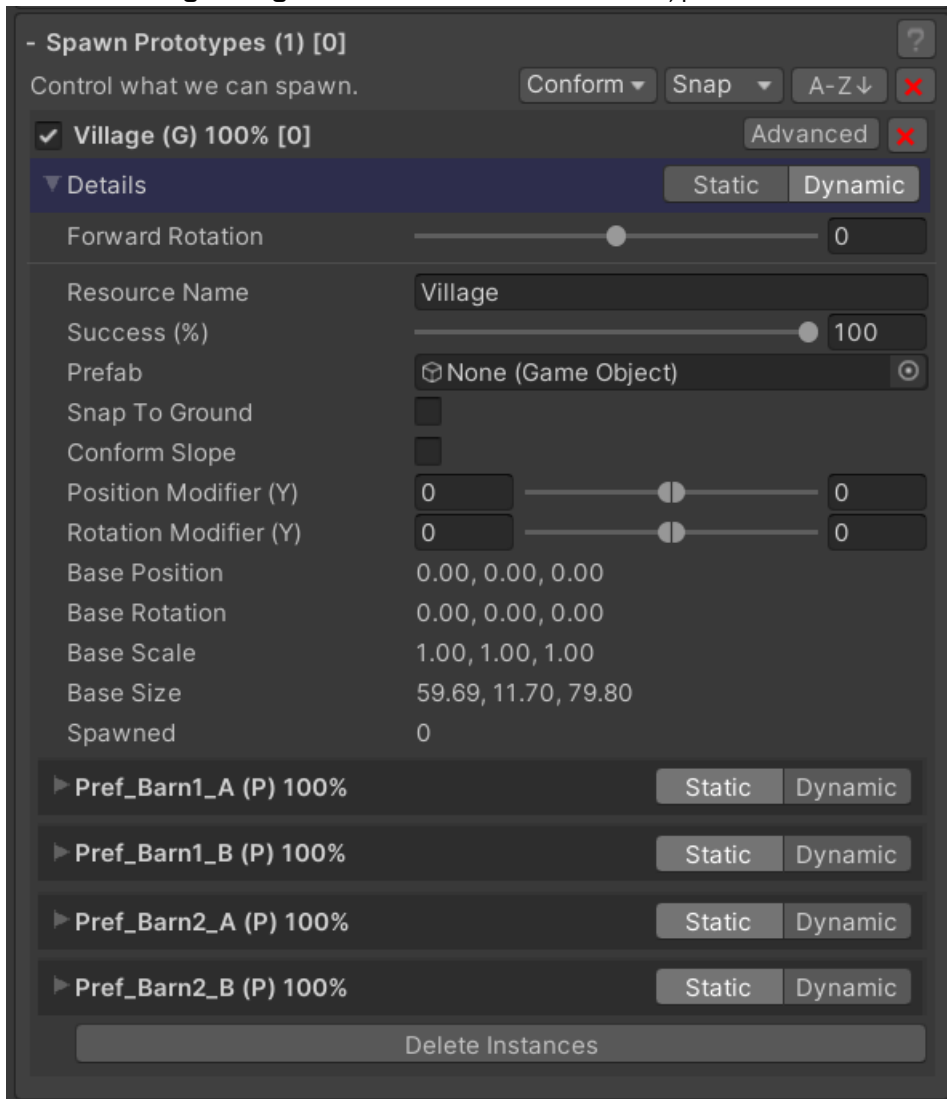 - Spawn Prototypes (1) [0] ?
Control what we can spawn. Conform Snap A-Z↓
Village (G) 100% [0] Advanced
Details Static Dynamic
Forward Rotation 0
Resource Name Village
Success (%) 100
Prefab None (Game Object)
Snap To Ground
Conform Slope
Position Modifier (Y) 0 0
Rotation Modifier (Y) 0 0
Base Position 0.00, 0.00, 0.00
Base Rotation 0.00, 0.00, 0.00
Base Scale 1.00, 1.00, 1.00
Base Size 59.69, 11.70, 79.80
Spawned 0
Pref_Barn1_A (P) 100% Static Dynamic
Pref_Barn1_B (P) 100% Static Dynamic
Pref_Barn2_A (P) 100% Static Dynamic
Pref_Barn2_B (P) 100% Static Dynamic
Delete Instances